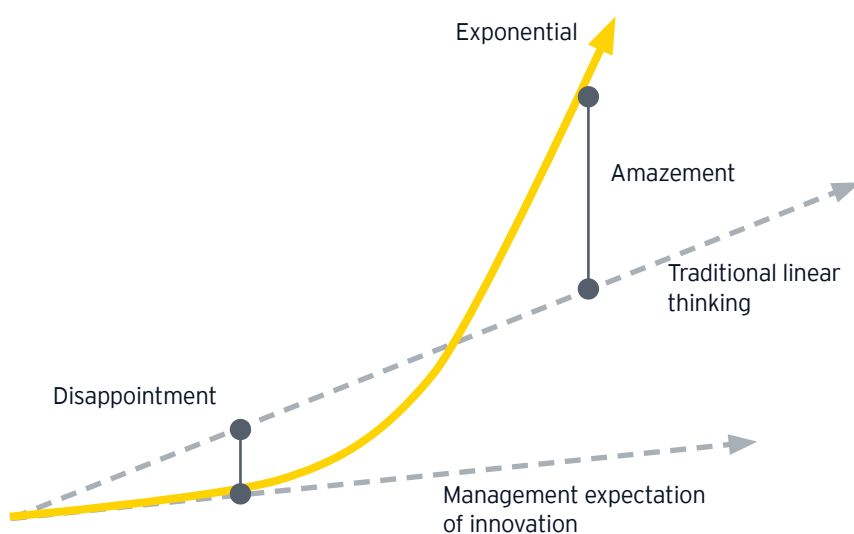 Exponential
Amazement
Traditional linear
thinking
Disappointment
Management expectation
of innovation